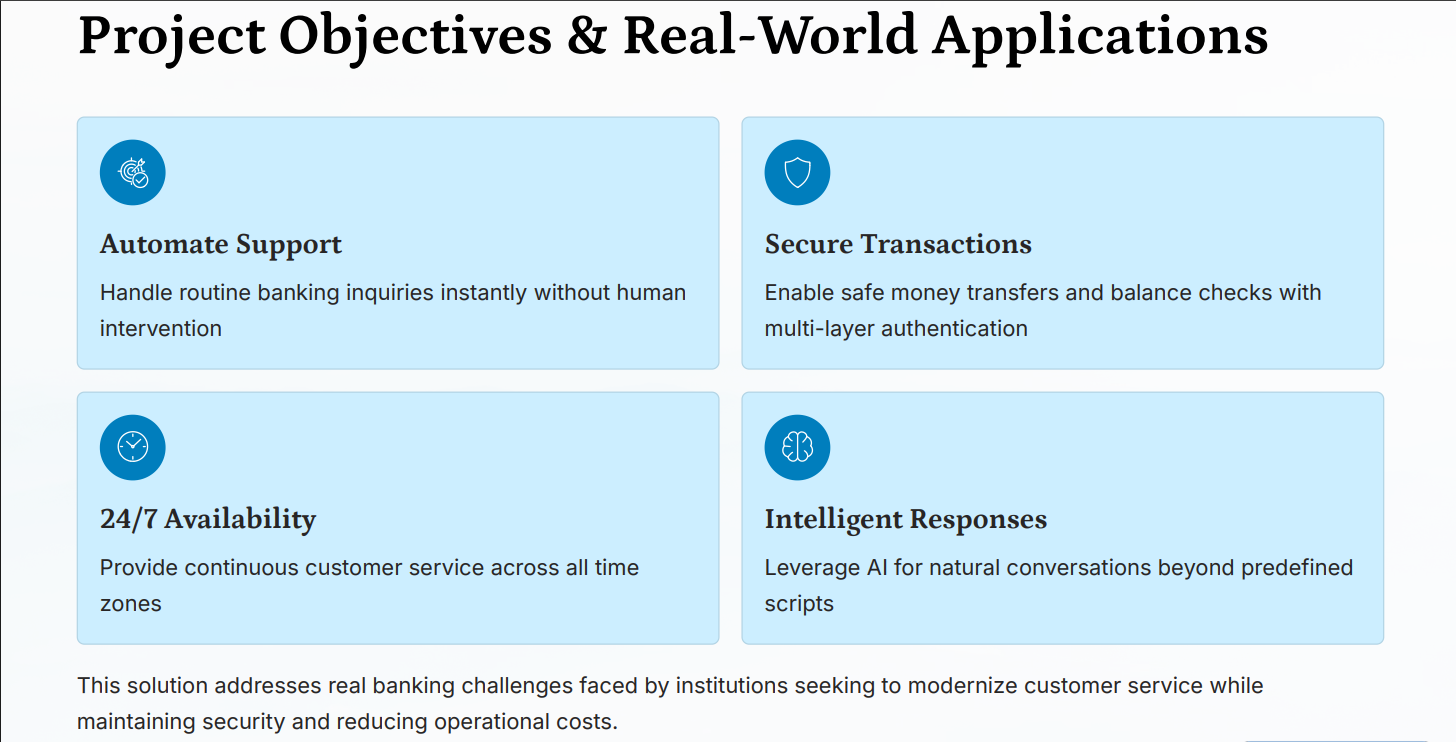 Project Objectives & Real-World Applications
Automate Support
Handle routine banking inquiries instantly without human
intervention
Secure Transactions
Enable safe money transfers and balance checks with
multi-layer authentication
24/7 Availability
Provide continuous customer service across all time
zones
Intelligent Responses
Leverage AI for natural conversations beyond predefined
scripts
This solution addresses real banking challenges faced by institutions seeking to modernize customer service while
maintaining security and reducing operational costs.